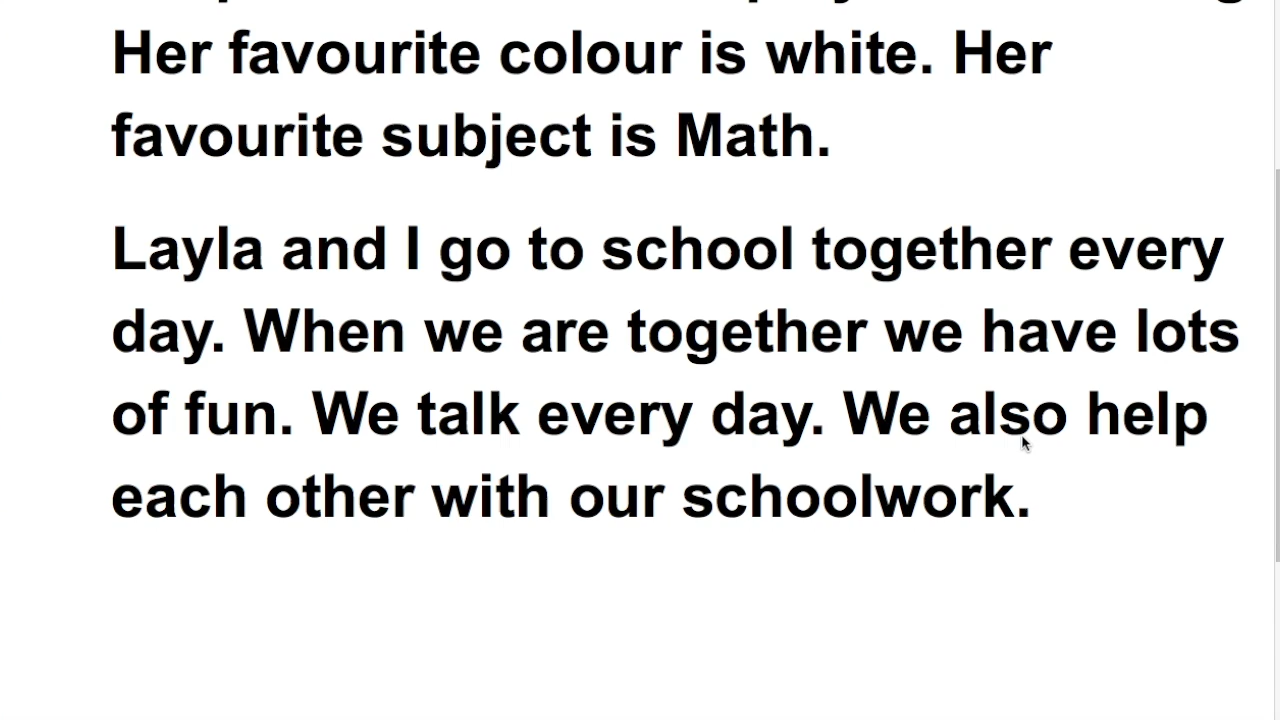 Her favourite colour is white. Her
favourite subject is Math.
Layla and I go to school together every
day. When we are together we have lots
of fun. We talk every day. We also help
each other with our schoolwork.